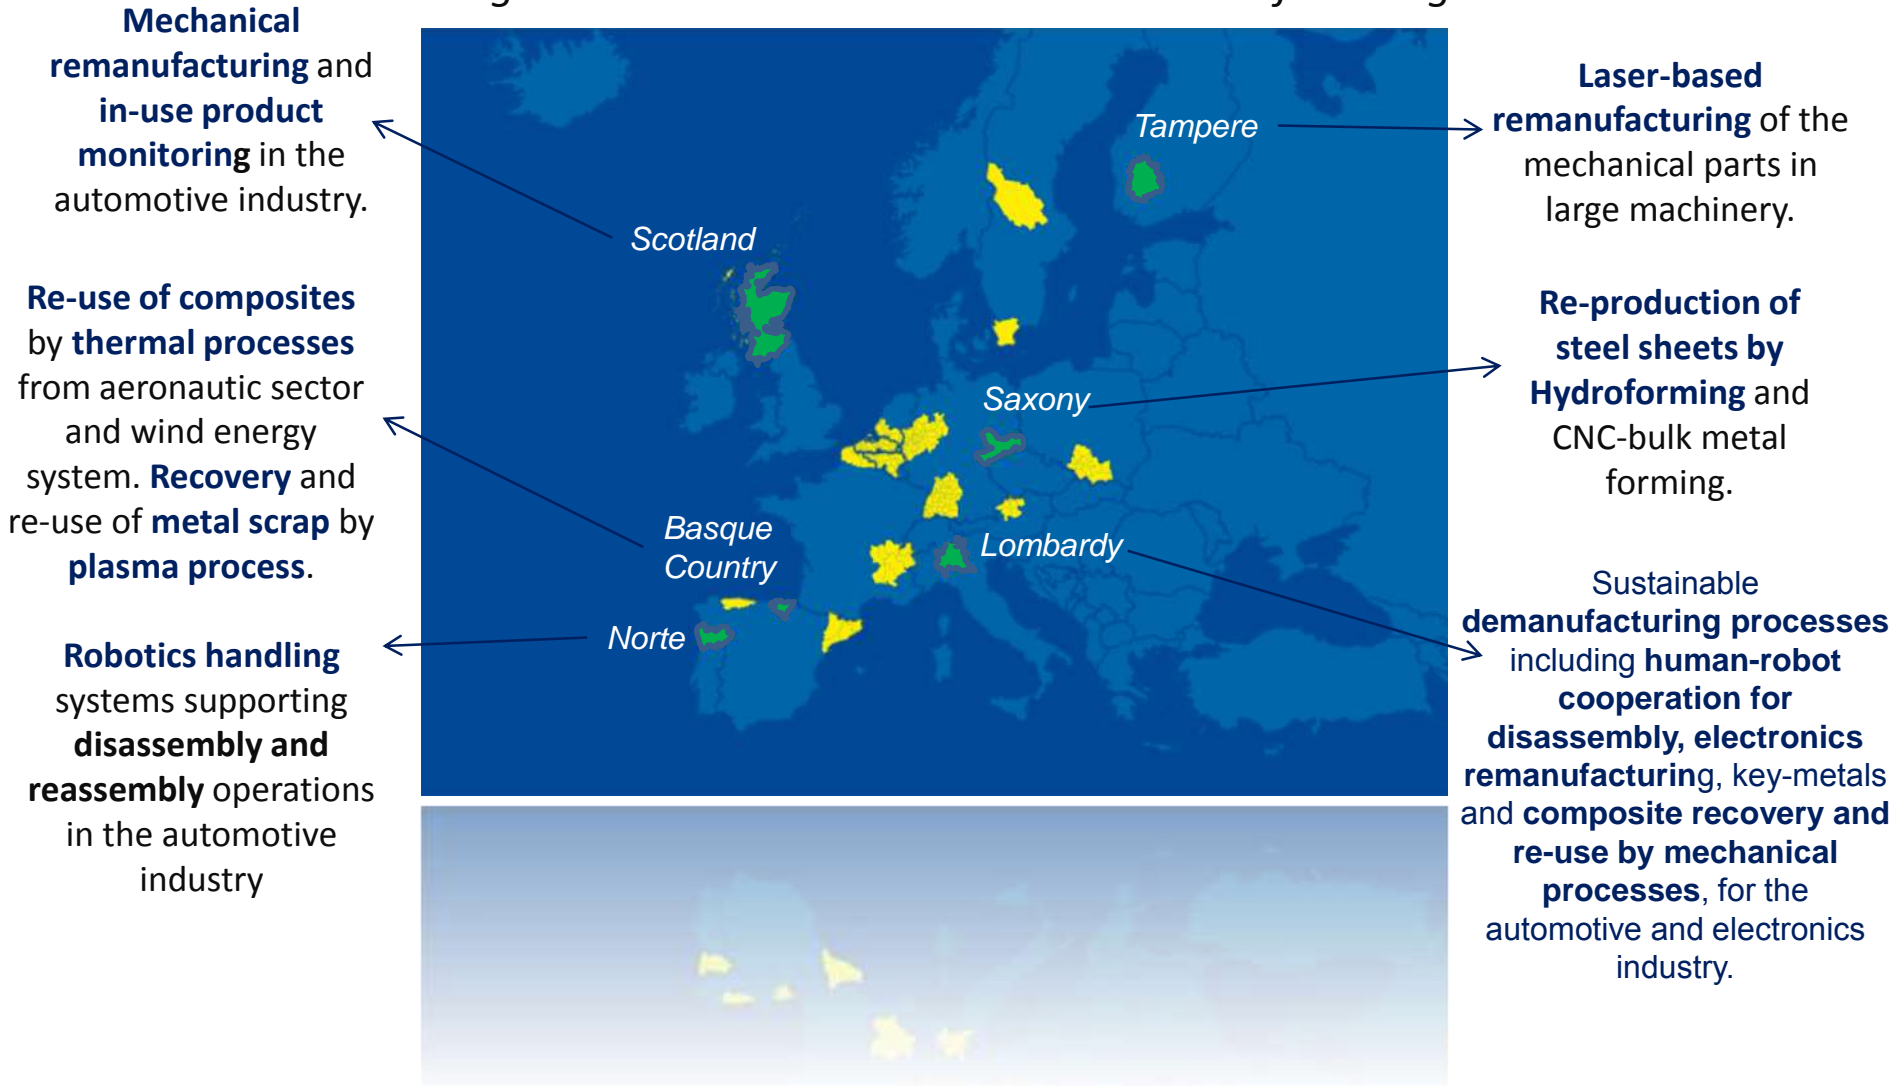 Mechanical
remanufacturing and
in-use product
monitoring in the
automotive industry.
Re-use of composites
by thermal processes
from aeronautic sector
and wind energy
system. Recovery and
re-use of metal scrap by
plasma process.
Robotics handling
systems supporting
disassembly and
reassembly operations
in the automotive
industry
Tampere
Scotland
Saxony
Basque
Country
Lombardy
Norte
Laser-based
remanufacturing of the
mechanical parts in
large machinery.
Re-production of
steel sheets by
Hydroforming and
CNC-bulk metal
forming.
Sustainable
demanufacturing processes
including human-robot
cooperation for
disassembly, electronics
remanufacturing, key-metals
and composite recovery and
re-use by mechanical
processes, for the
automotive and electronics
industry.